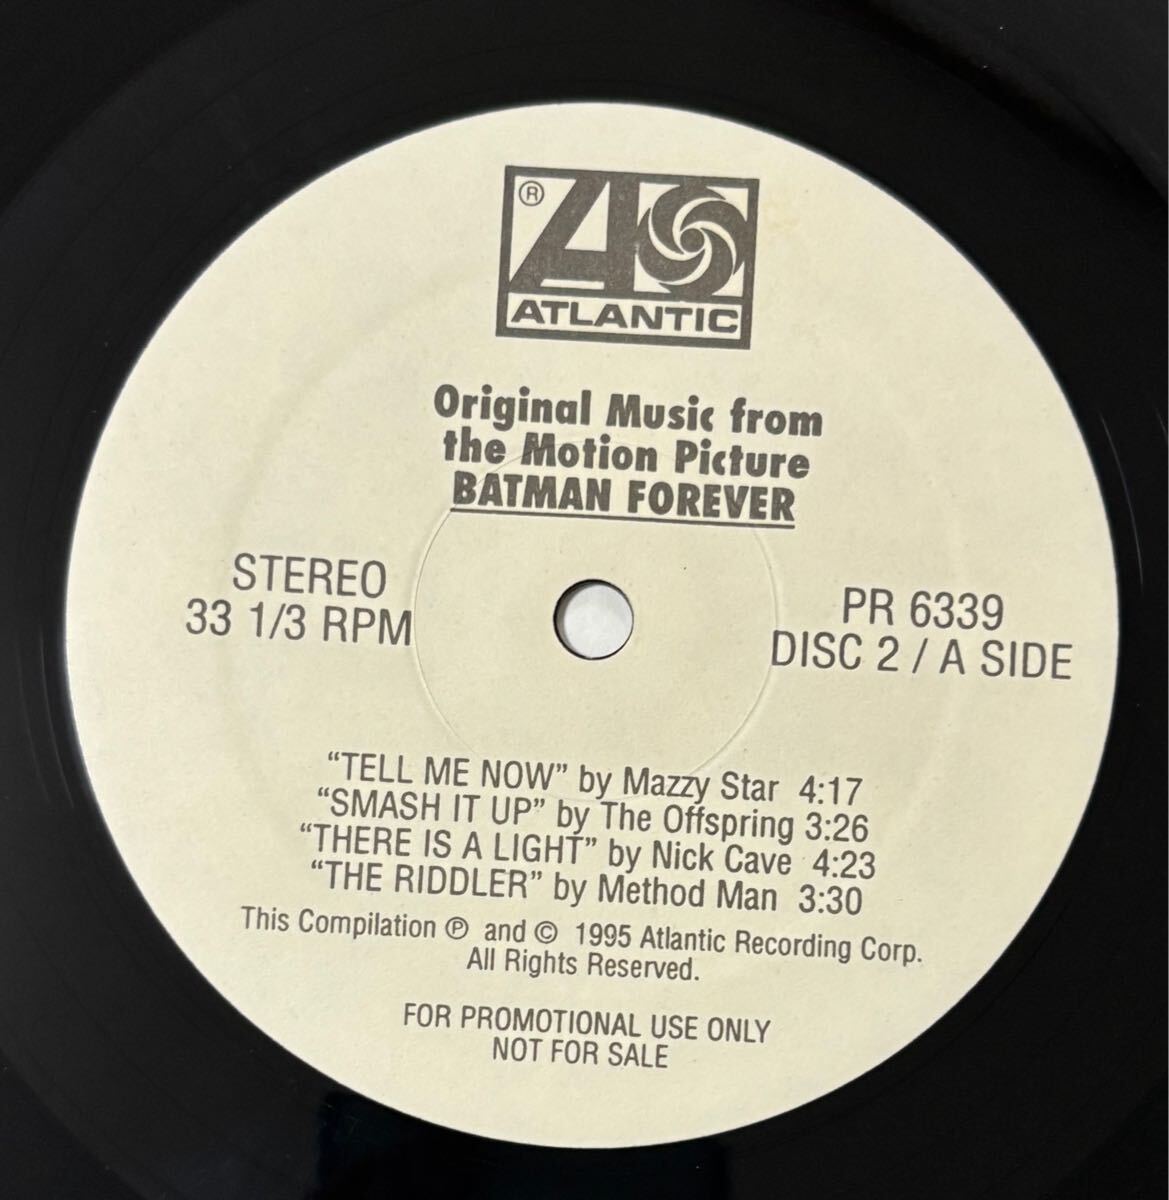 ®
ATLANTIC
Original Music from
the Motion Picture
BATMAN FOREVER
STEREO
33 1/3 RPM
PR 6339
DISC 2 / A SIDE
“TELL ME NOW” by Mazzy Star 4:17
“SMASH IT UP” by The Offspring 3:26
“THERE IS A LIGHT” by Nick Cave 4:23
“THE RIDDLER” by Method Man 3:30
This Compilation ℗ and © 1995 Atlantic Recording Corp.
All Rights Reserved.
FOR PROMOTIONAL USE ONLY
NOT FOR SALE